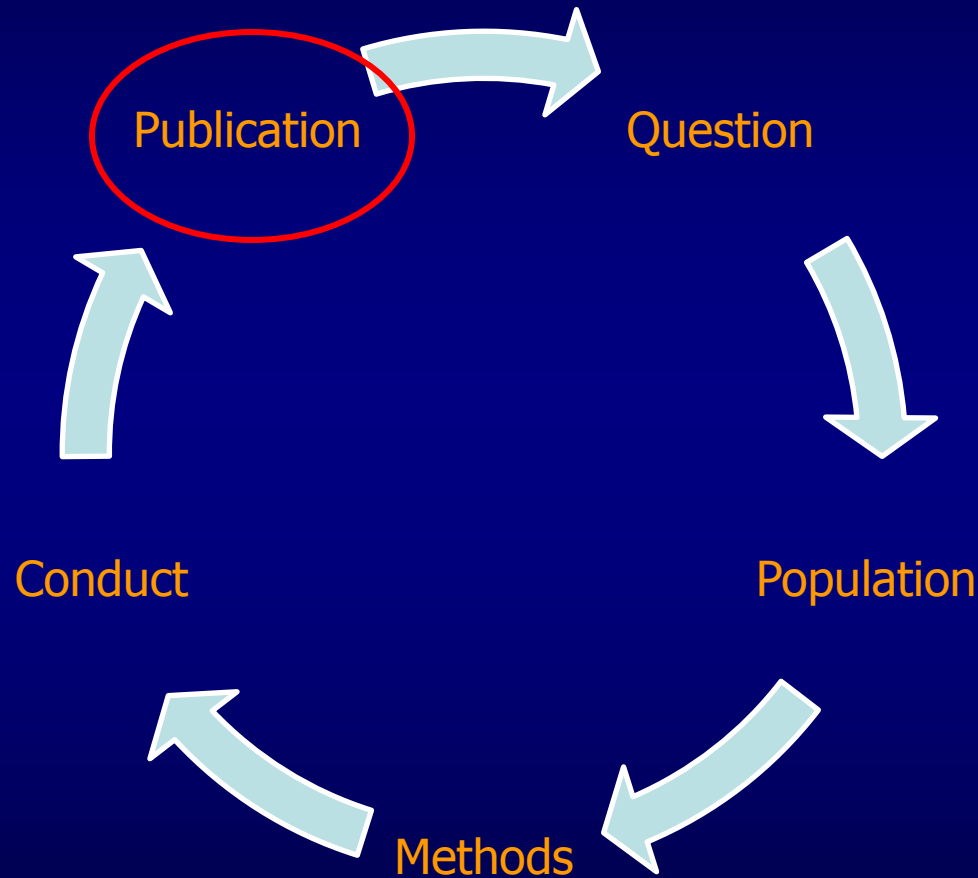 Publication
Question
Population
Methods
Conduct